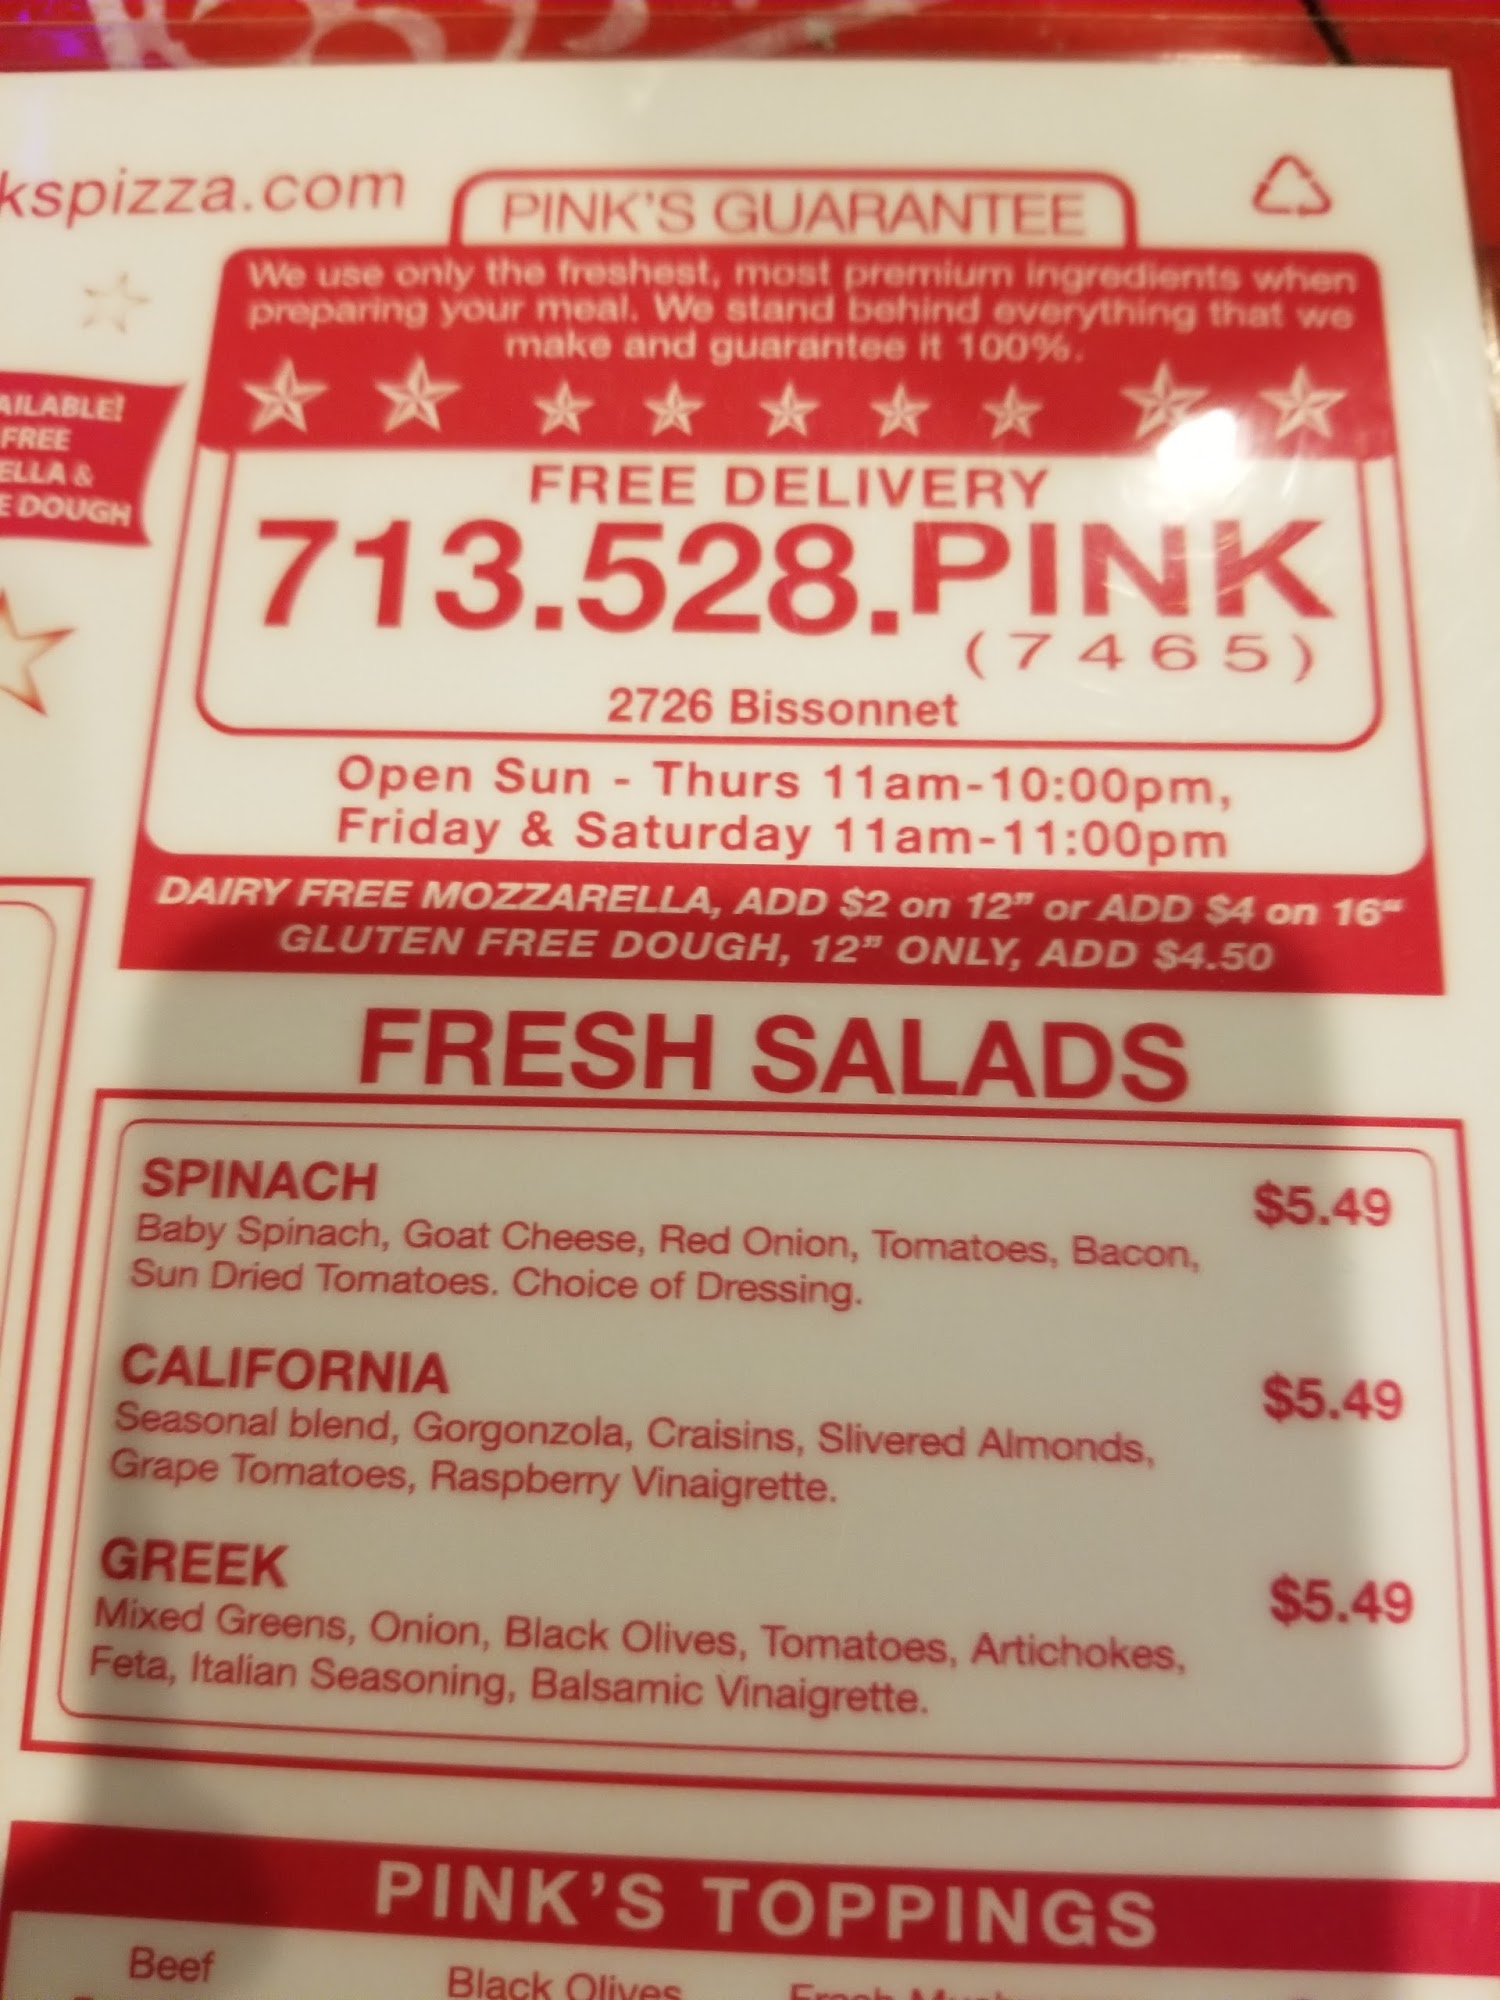 kspizza.com
PINK'S GUARANTEE
We use only the freshest, most premium ingredients when
preparing your meal. We stand behind everything that we
make and guarantee it 100%.
AILABLE!
FREE
ELLA &
E DOUGH
FREE DELIVERY
713.528.PINK
(7465)
2726 Bissonnet
Open Sun - Thurs 11am-10:00pm,
Friday & Saturday 11am-11:00pm
DAIRY FREE MOZZARELLA, ADD $2 on 12" or ADD $4 on 16"
GLUTEN FREE DOUGH, 12" ONLY, ADD $4.50
FRESH SALADS
SPINACH $5.49
Baby Spinach, Goat Cheese, Red Onion, Tomatoes, Bacon,
Sun Dried Tomatoes. Choice of Dressing.
CALIFORNIA $5.49
Seasonal blend, Gorgonzola, Craisins, Slivered Almonds,
Grape Tomatoes, Raspberry Vinaigrette.
GREEK $5.49
Mixed Greens, Onion, Black Olives, Tomatoes, Artichokes,
Feta, Italian Seasoning, Balsamic Vinaigrette.
PINK'S TOPPINGS
Beef Black Olives Fresh